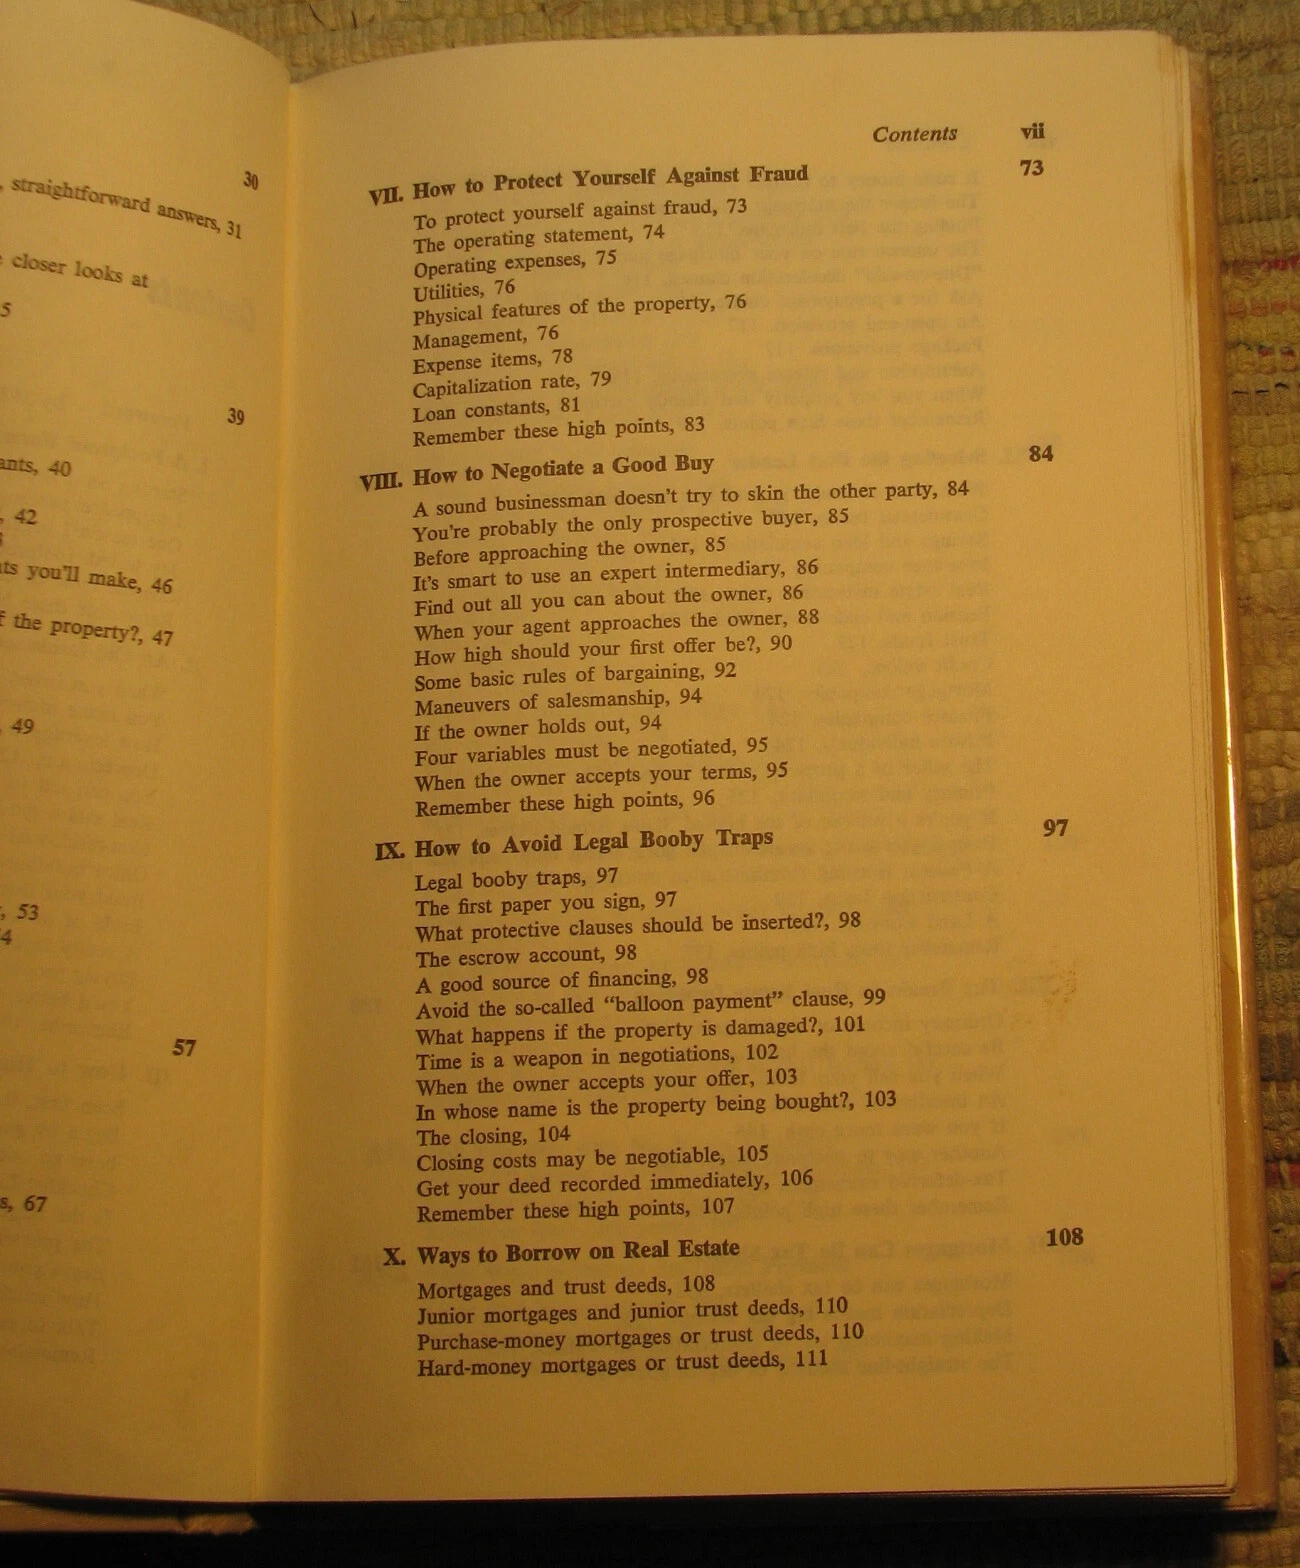 30
, straightforward answers, 31
closer looks at
5
39
ants, 40
, 42
ts you'll make, 46
f the property?, 47
, 49
, 53
4
57
s, 67
Contents vii
VII. How to Protect Yourself Against Fraud 73
To protect yourself against fraud, 73
The operating statement, 74
Operating expenses, 75
Utilities, 76
Physical features of the property, 76
Management, 76
Expense items, 78
Capitalization rate, 79
Loan constants, 81
Remember these high points, 83
VIII. How to Negotiate a Good Buy 84
A sound businessman doesn't try to skin the other party, 84
You're probably the only prospective buyer, 85
Before approaching the owner, 85
It's smart to use an expert intermediary, 86
Find out all you can about the owner, 86
When your agent approaches the owner, 88
How high should your first offer be?, 90
Some basic rules of bargaining, 92
Maneuvers of salesmanship, 94
If the owner holds out, 94
Four variables must be negotiated, 95
When the owner accepts your terms, 95
Remember these high points, 96
IX. How to Avoid Legal Booby Traps 97
Legal booby traps, 97
The first paper you sign, 97
What protective clauses should be inserted?, 98
The escrow account, 98
A good source of financing, 98
Avoid the so-called “balloon payment” clause, 99
What happens if the property is damaged?, 101
Time is a weapon in negotiations, 102
When the owner accepts your offer, 103
In whose name is the property being bought?, 103
The closing, 104
Closing costs may be negotiable, 105
Get your deed recorded immediately, 106
Remember these high points, 107
X. Ways to Borrow on Real Estate 108
Mortgages and trust deeds, 108
Junior mortgages and junior trust deeds, 110
Purchase-money mortgages or trust deeds, 110
Hard-money mortgages or trust deeds, 111